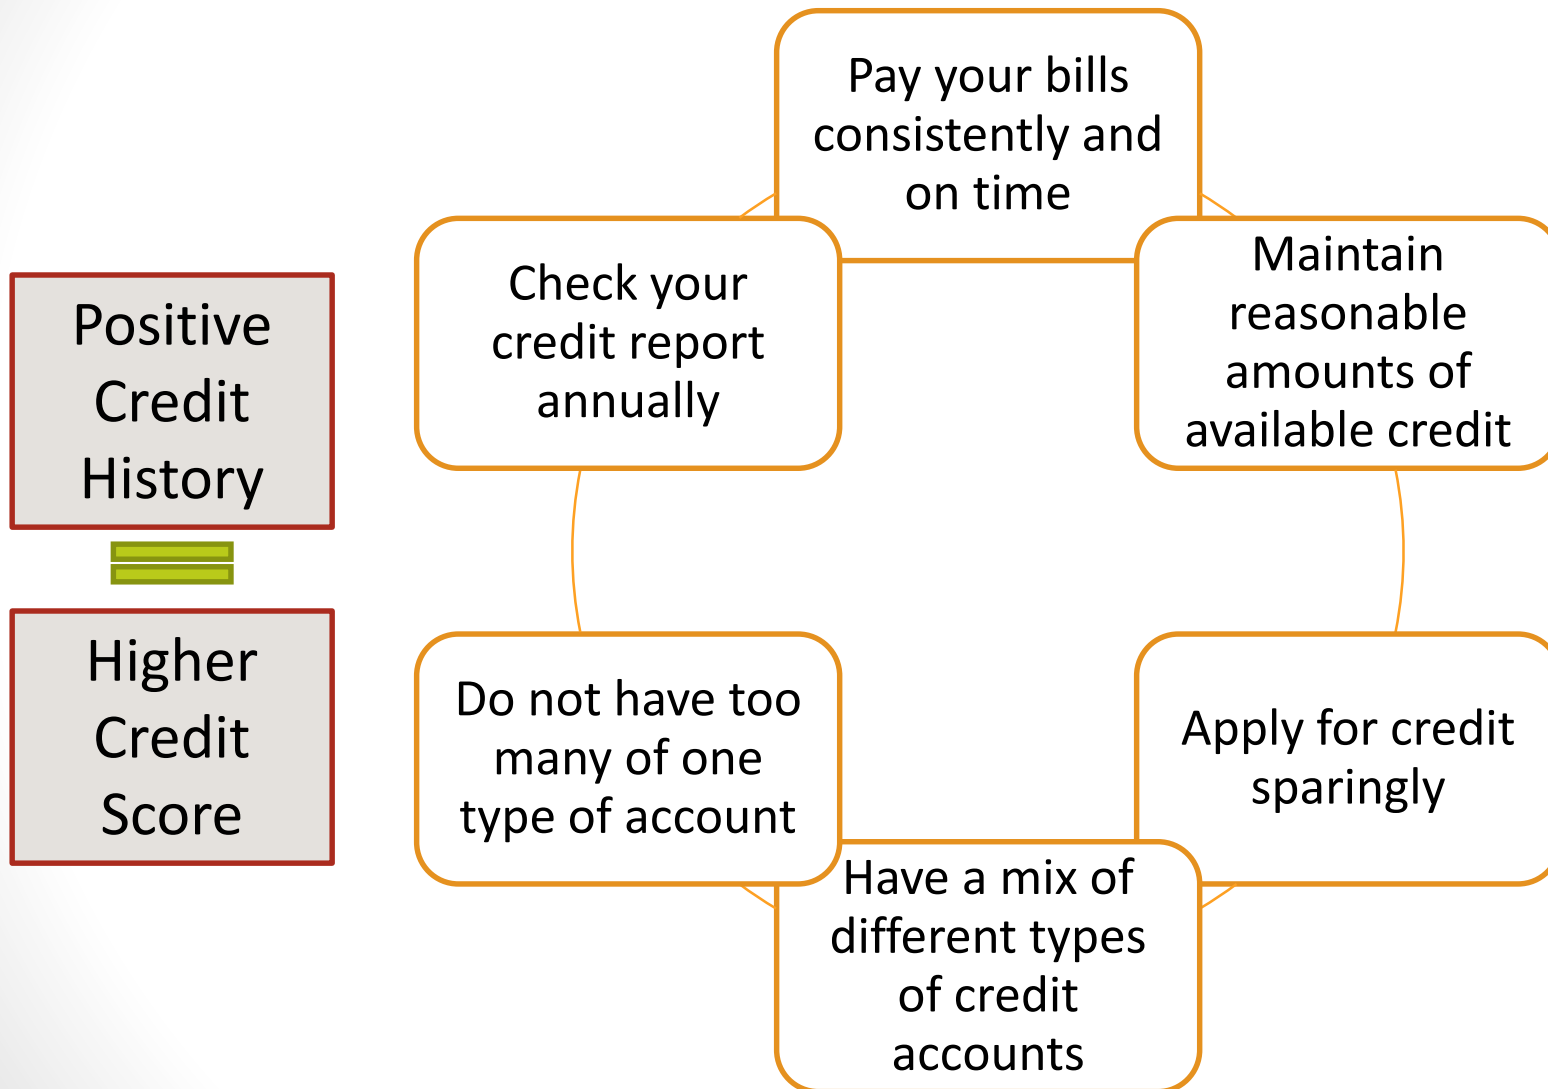 Positive
Credit
History
Higher
Credit
Score
Pay your bills
consistently and
on time
Maintain
reasonable
amounts of
available credit
Apply for credit
sparingly
Have a mix of
different types
of credit
accounts
Do not have too
many of one
type of account
Check your
credit report
annually